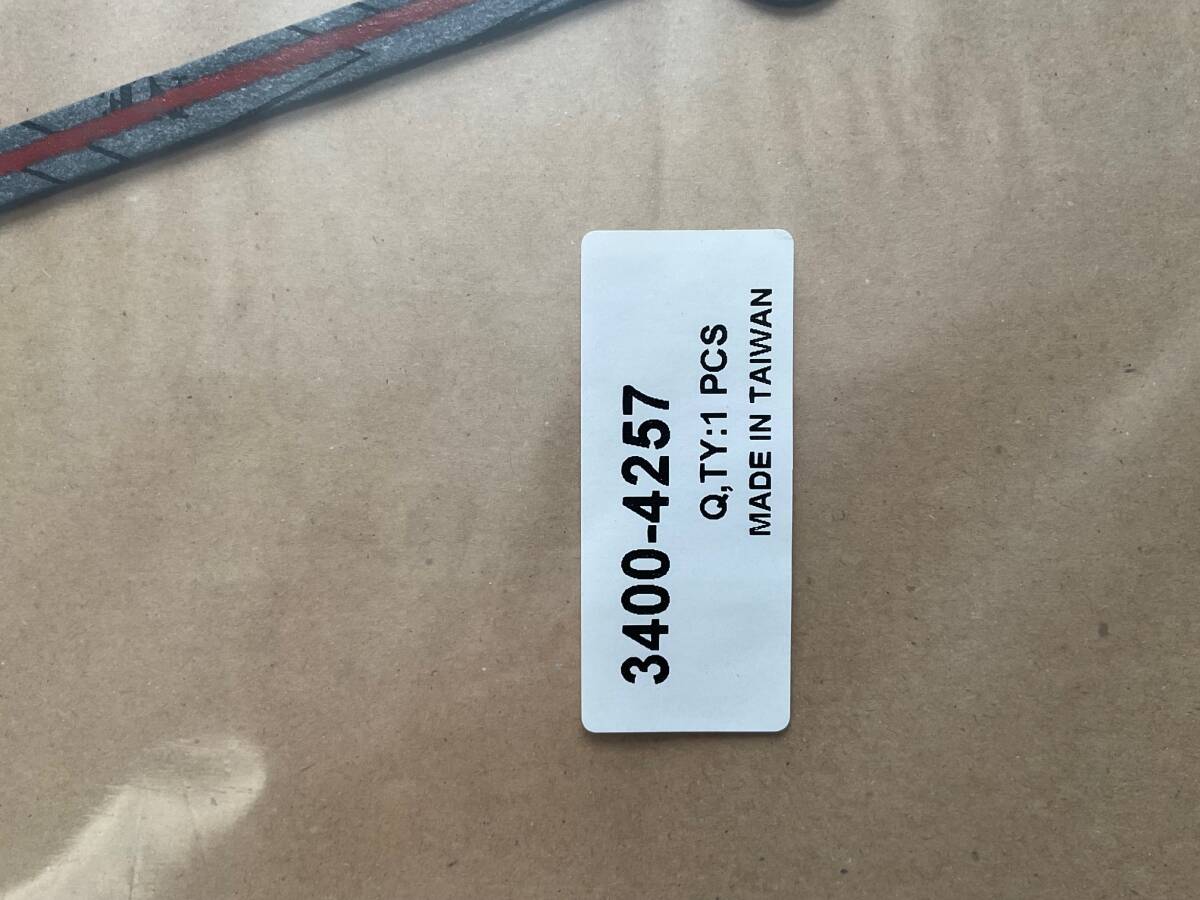 3400-4257
Q,TY:1 PCS
MADE IN TAIWAN